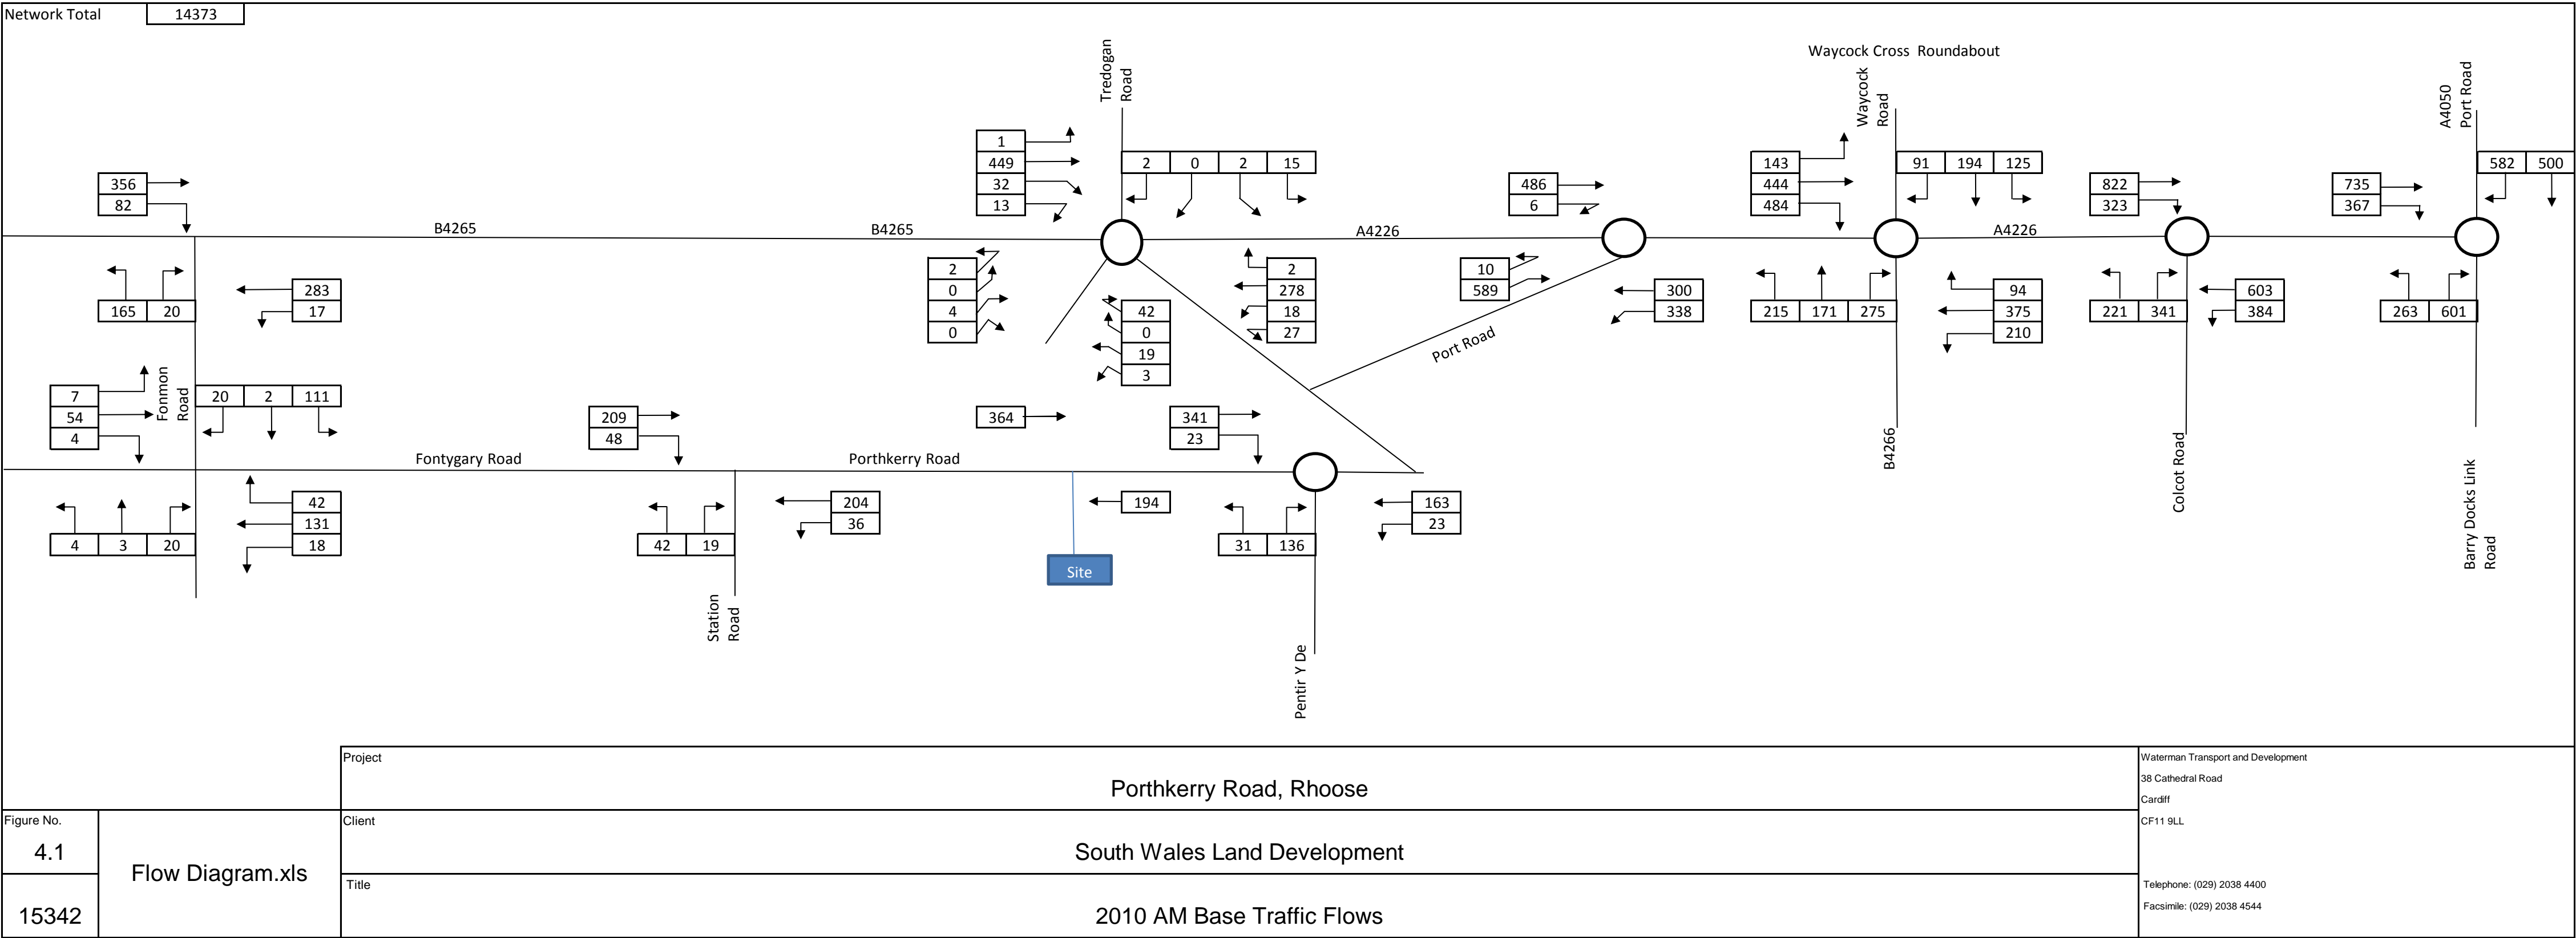 Network Total 14373
Waycock Cross Roundabout
Tredogan
Road
Waycock
Road
A4050
Port Road
1
449
32
13
2 0 2 15
143
444
484
91 194 125
582 500
356
82
486
6
822
323
735
367
B4265
B4265
A4226
A4226
2
0
4
0
2
278
18
27
10
589
165 20
283
17
42
0
19
3
300
338
215 171 275
94
375
210
221 341
603
384
263 601
Port Road
7
54
4
Fonmon
Road
20 2 111
209
48
364
341
23
B4266
Colcot Road
Barry Docks Link
Road
Fontygary Road
Porthkerry Road
4 3 20
42
131
18
42 19
204
36
194
31 136
163
23
Site
Station
Road
Pentir Y De
Project
Porthkerry Road, Rhoose
Waterman Transport and Development
38 Cathedral Road
Cardiff
CF11 9LL
Figure No.
4.1
Flow Diagram.xls
Client
South Wales Land Development
15342
Title
2010 AM Base Traffic Flows
Telephone: (029) 2038 4400
Facsimile: (029) 2038 4544